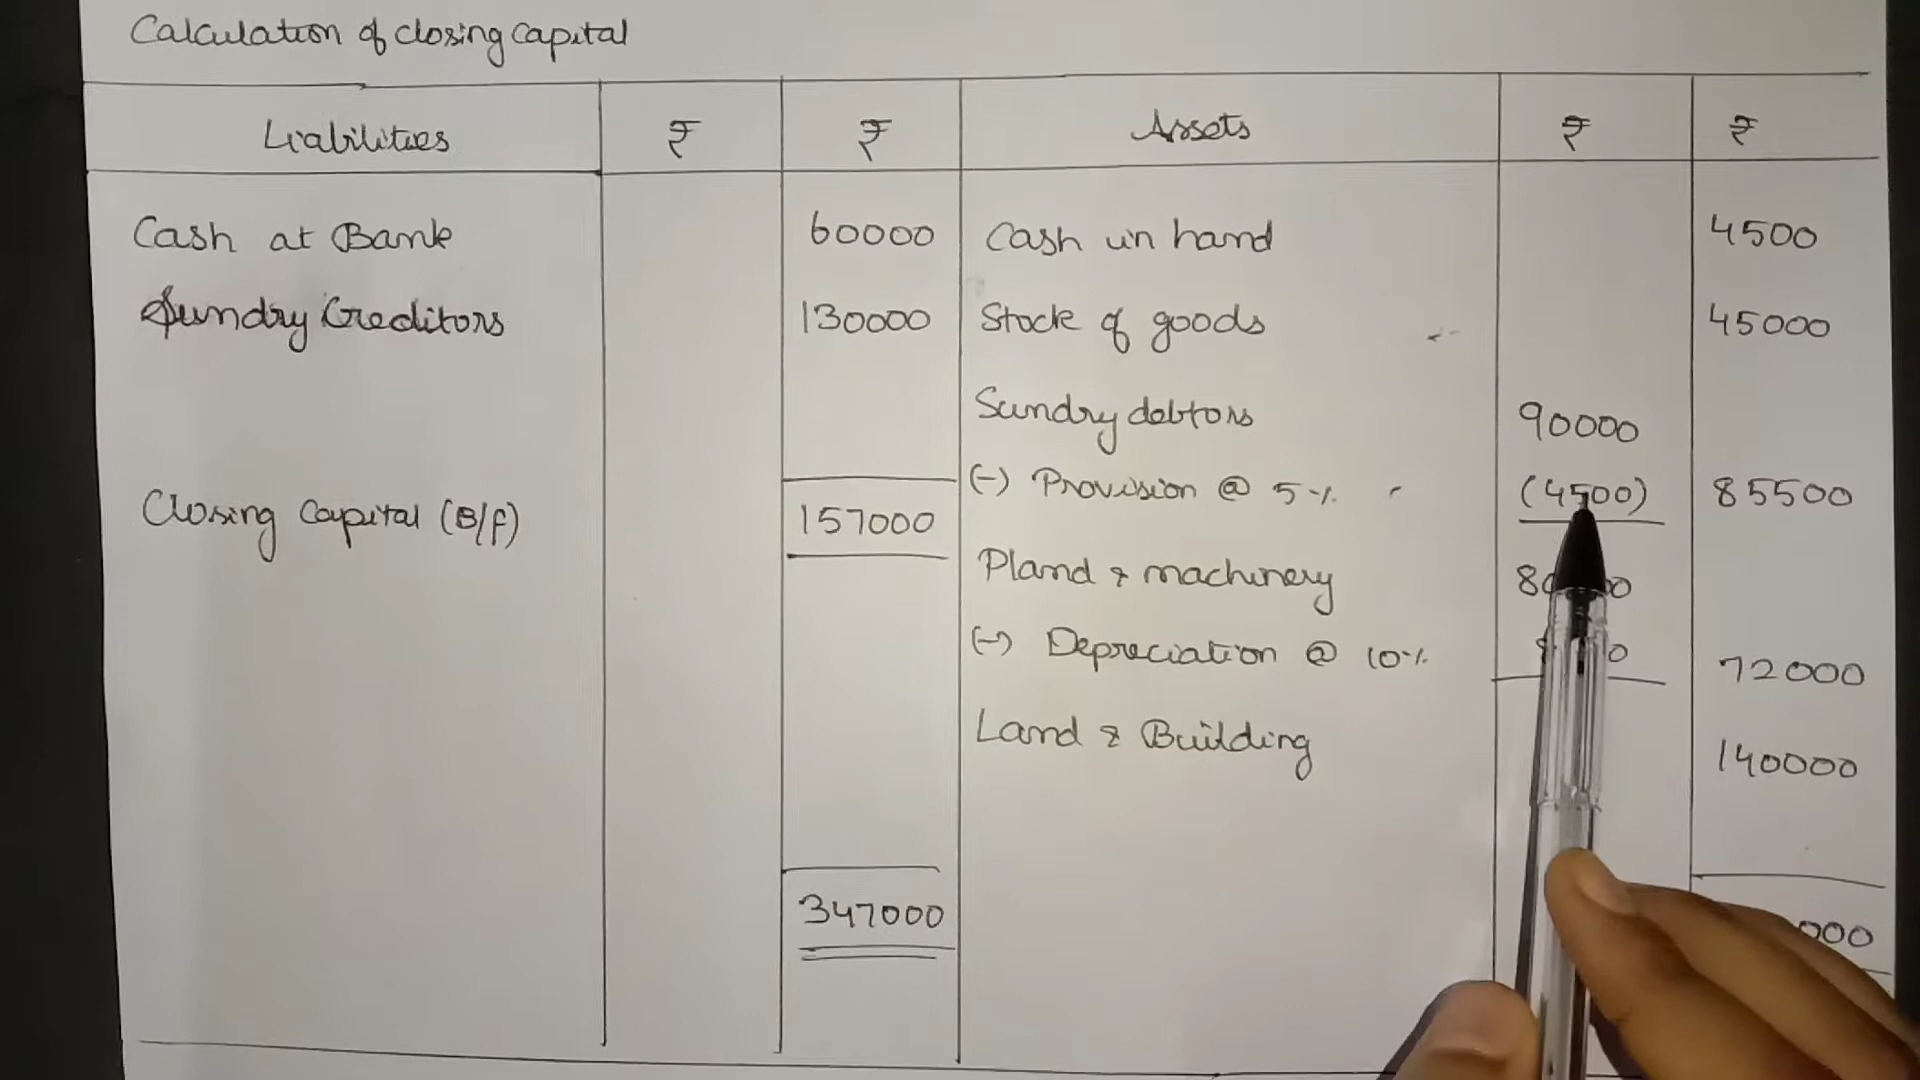 Calculation of closing capital
Liabilities ₹ ₹ Assets ₹ ₹
Cash at Bank 60000 Cash in hand 4500
Sundry Creditors 130000 Stock of goods 45000
Sundry debtors 90000
(-) Provision @ 5% (4500) 85500
Closing Capital (B/f) 157000
Pland & machinery
(-) Depreciation @ 10% 72000
Land & Building 140000
347000